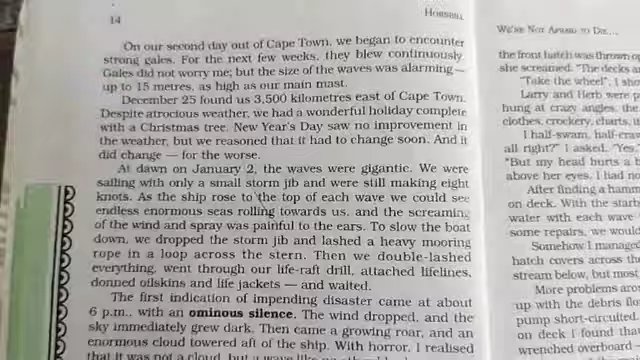 14
HORNBILL
On our second day out of Cape Town, we began to encounter
strong gales. For the next few weeks, they blew continuously.
Gales did not worry me; but the size of the waves was alarming —
up to 15 metres, as high as our main mast.
December 25 found us 3,500 kilometres east of Cape Town.
Despite atrocious weather, we had a wonderful holiday complete
with a Christmas tree. New Year's Day saw no improvement in
the weather, but we reasoned that it had to change soon. And it
did change — for the worse.
At dawn on January 2, the waves were gigantic. We were
sailing with only a small storm jib and were still making eight
knots. As the ship rose to the top of each wave we could see
endless enormous seas rolling towards us, and the screaming
of the wind and spray was painful to the ears. To slow the boat
down, we dropped the storm jib and lashed a heavy mooring
rope in a loop across the stern. Then we double-lashed
everything, went through our life-raft drill, attached lifelines,
donned oilskins and life jackets — and waited.
The first indication of impending disaster came at about
6 p.m., with an ominous silence. The wind dropped, and the
sky immediately grew dark. Then came a growing roar, and an
enormous cloud towered aft of the ship. With horror, I realised
that it was not a cloud, but a wave like
WE'RE NOT AFRAID TO DIE...
the front hatch was thrown
she screamed. "The decks
"Take the wheel",
Larry and Herb were
hung at crazy angles, the
clothes, crockery, charts,
I half-swam,
all right?" I asked. "Yes,
"But my head hurts a
above her eyes. I had
After finding a
on deck. With the
water with each wave
some repairs, we would
Somehow I managed
hatch covers across the
stream below, but
More problems
up with the debris
pump short-circuited.
on deck I found that
wrenched overboard